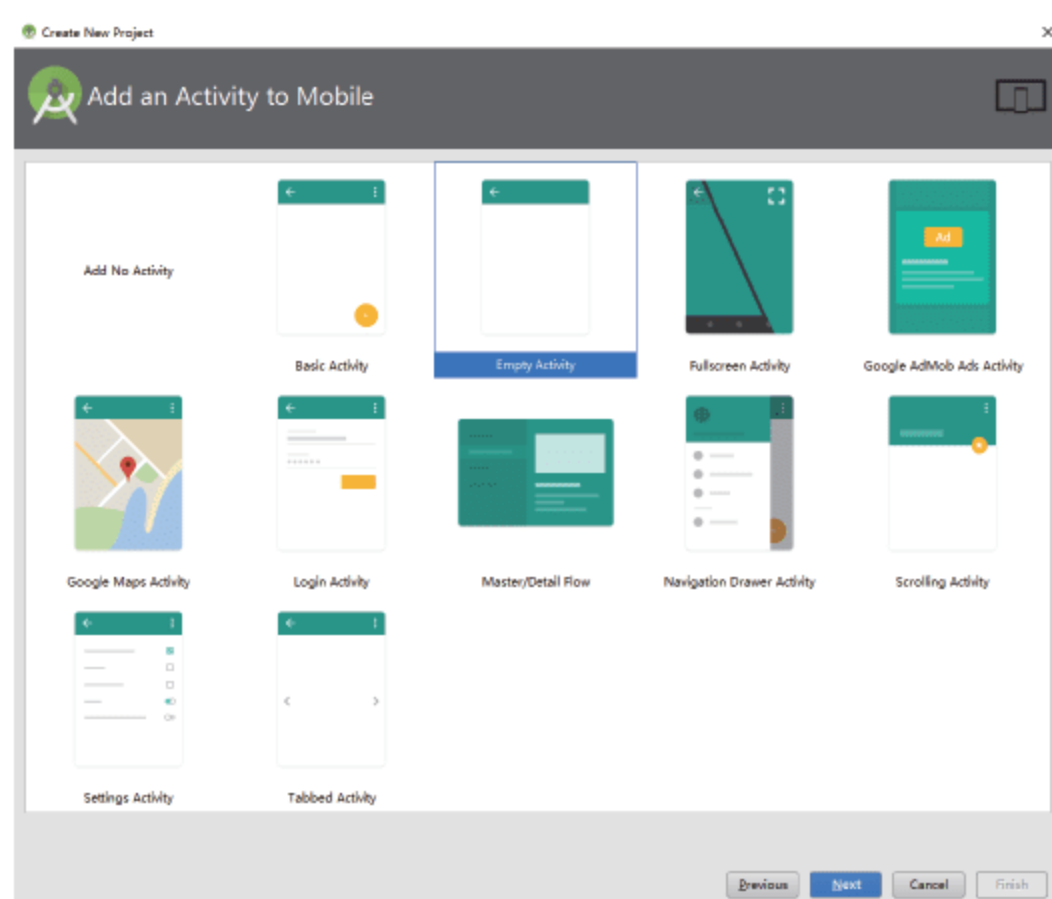 Create New Project
Add an Activity to Mobile
Add No Activity
Ad
Basic Activity
Empty Activity
Fullscreen Activity
Google AdMob Ads Activity
Google Maps Activity
Login Activity
Master/Detail Flow
Navigation Drawer Activity
Scrolling Activity
Settings Activity
Tabbed Activity
Previous
Next
Cancel
Finish